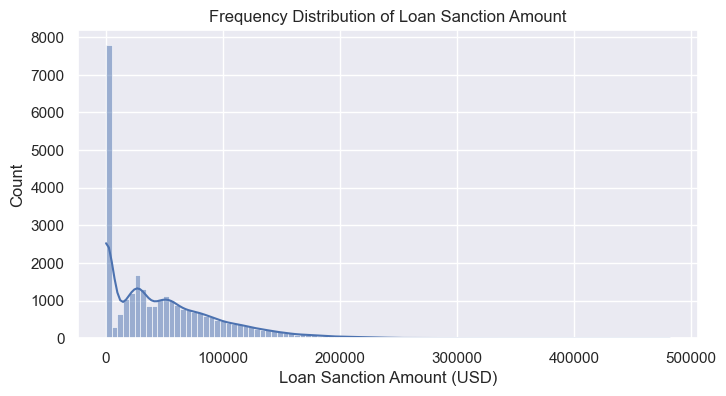 Frequency Distribution of Loan Sanction Amount
8000
7000
6000
5000
4000
3000
2000
1000
0
Count
0 100000 200000 300000 400000 500000
Loan Sanction Amount (USD)